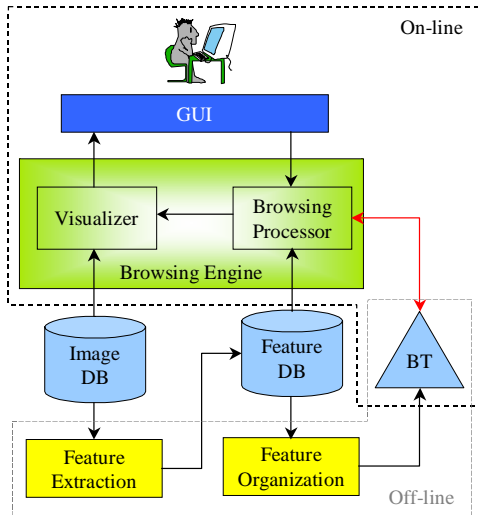 On-line
GUI
Visualizer
Browsing
Processor
Browsing Engine
Image
DB
Feature
DB
BT
Feature
Extraction
Feature
Organization
Off-line